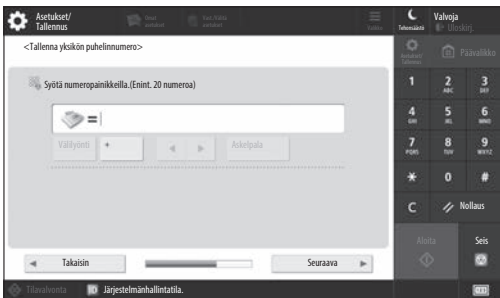 Asetukset/
Tallennus
Valvoja
<Tallenna yksikön puhelinnumero>
Päävalikko
Syötä numeropainikkeilla.(Enint. 20 numeroa)
=
Välilyönti
+
Askelpala
1
2
ABC
3
DEF
4
GHI
5
JKL
6
MNO
7
PQRS
8
TUV
9
WXYZ
*
0
#
C
Nollaus
Aloita
Seis
Takaisin
Seuraava
Tilavalvonta
ID
Järjestelmänhallintatila.